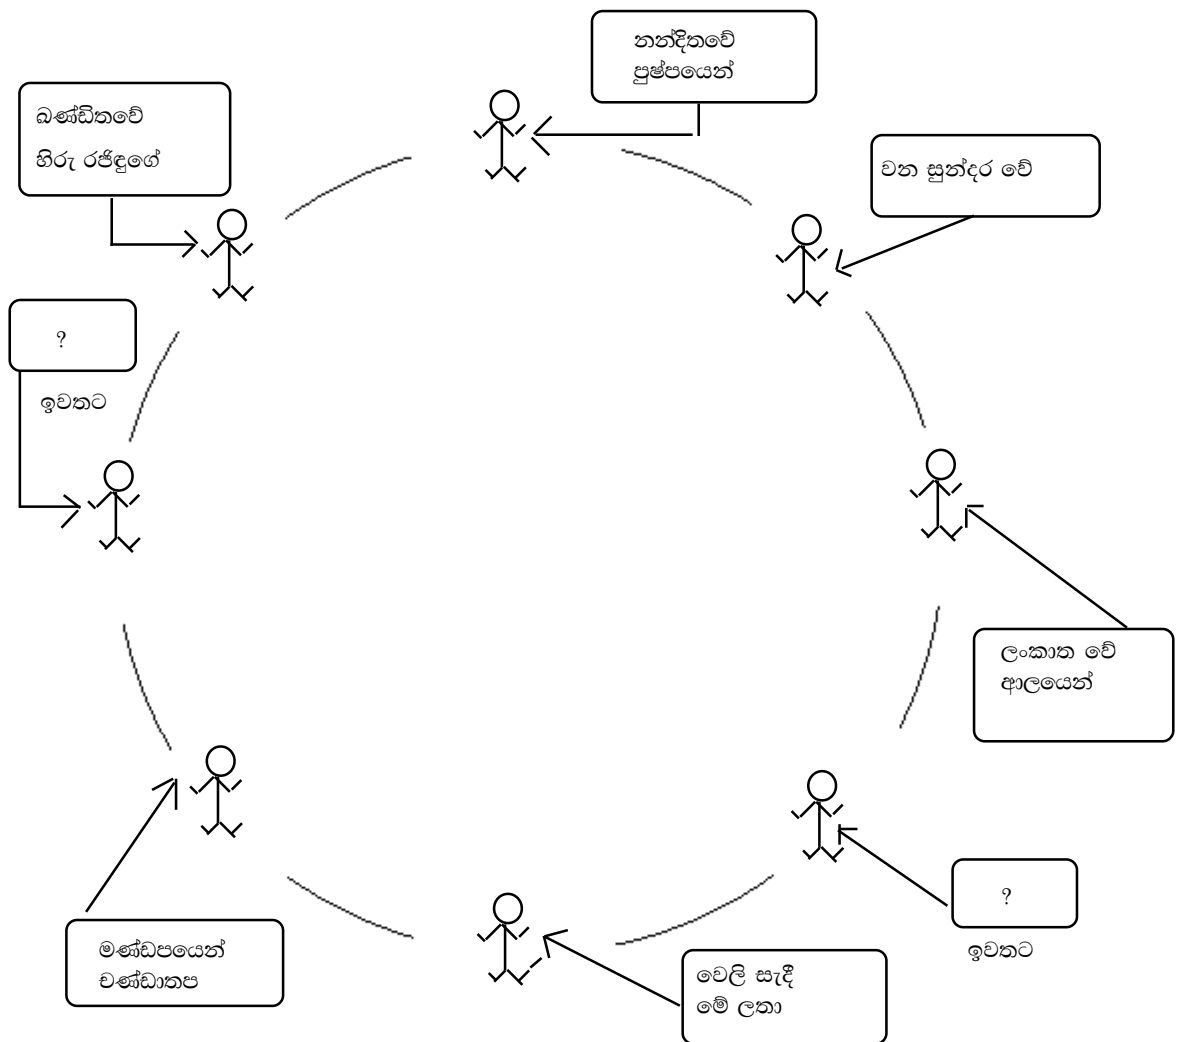 නන්දිතවේ
පුෂ්පයෙන්
ඛණ්ඩිතවේ
හිරු රජිඳුගේ
වන සුන්දර වේ
?
ඉවතට
ලංකාත වේ
ආලයෙන්
?
ඉවතට
මණ්ඩපයෙන්
චණ්ඩාතප
වෙලි සැදී
මේ ලතා